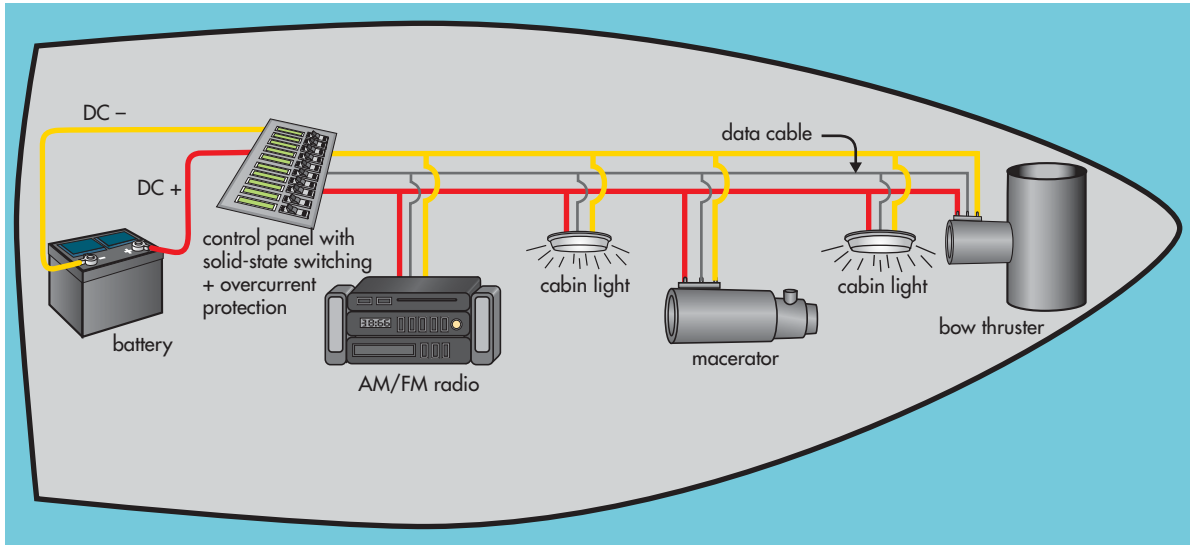 DC –
data cable
DC +
control panel with
solid-state switching
+ overcurrent
protection
battery
AM/FM radio
cabin light
macerator
cabin light
bow thruster